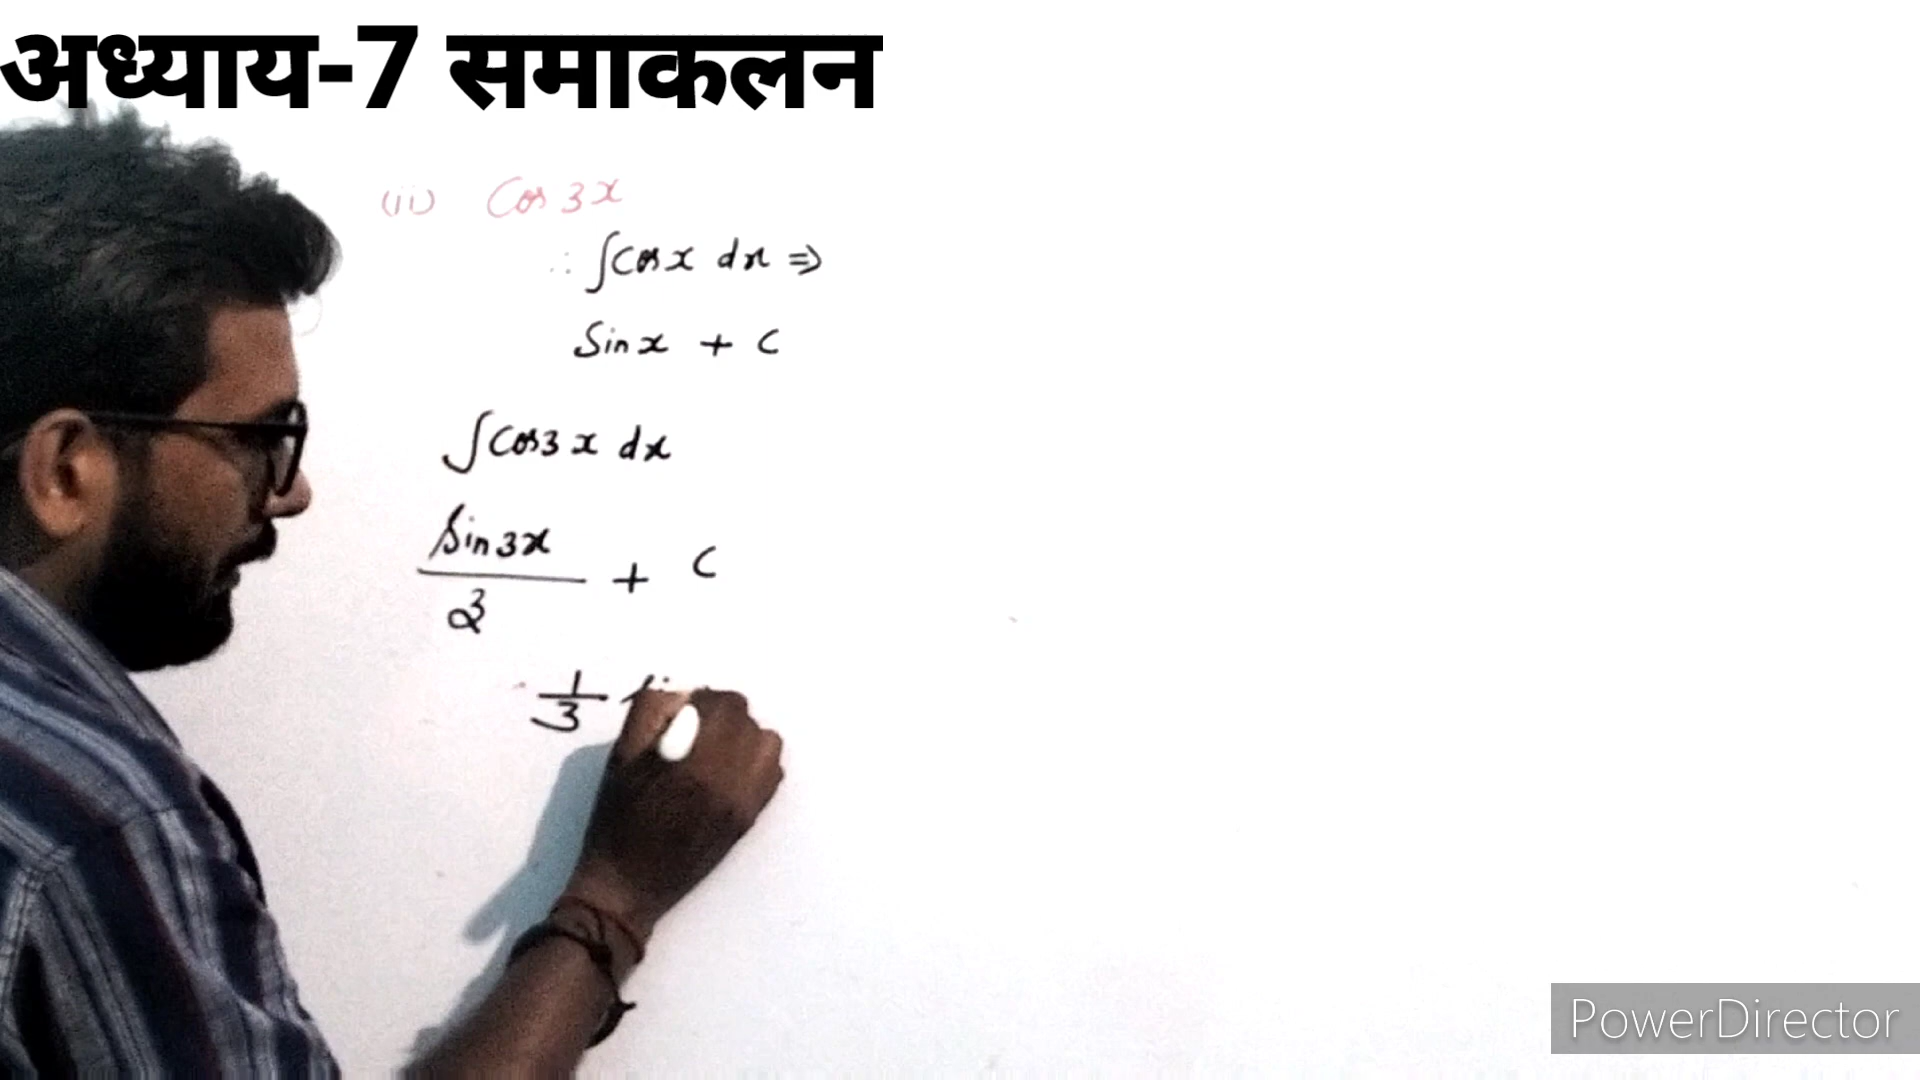 अध्याय-7 समाकलन
(ii) Cos 3x
∴ ∫cos x dx ⇒
Sin x + C
∫Cos3x dx
Sin3x
/3 + C
1/3
PowerDirector